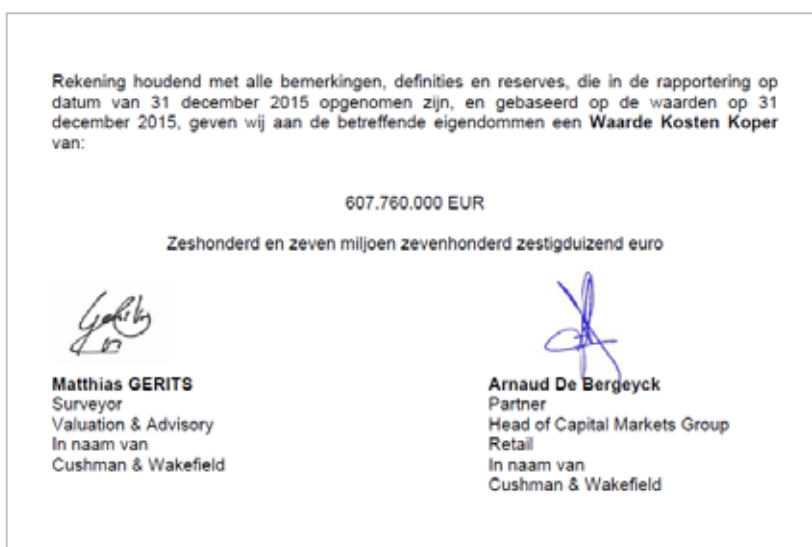 Rekening houdend met alle bemerkingen, definities en reserves, die in de rapportering op
datum van 31 december 2015 opgenomen zijn, en gebaseerd op de waarden op 31
december 2015, geven wij aan de betreffende eigendommen een Waarde Kosten Koper
van:
607.760.000 EUR
Zeshonderd en zeven miljoen zevenhonderd zestigduizend euro
Matthias GERITS
Surveyor
Valuation & Advisory
In naam van
Cushman & Wakefield
Arnaud De Bergeyck
Partner
Head of Capital Markets Group
Retail
In naam van
Cushman & Wakefield